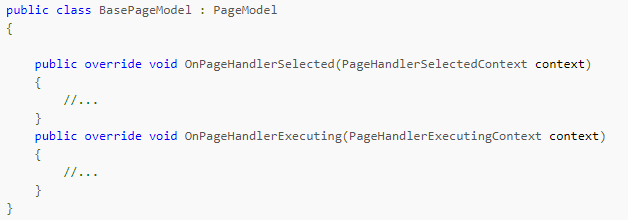 public class BasePageModel : PageModel
{
    public override void OnPageHandlerSelected(PageHandlerSelectedContext context)
    {
        //...
    }
    public override void OnPageHandlerExecuting(PageHandlerExecutingContext context)
    {
        //...
    }
}